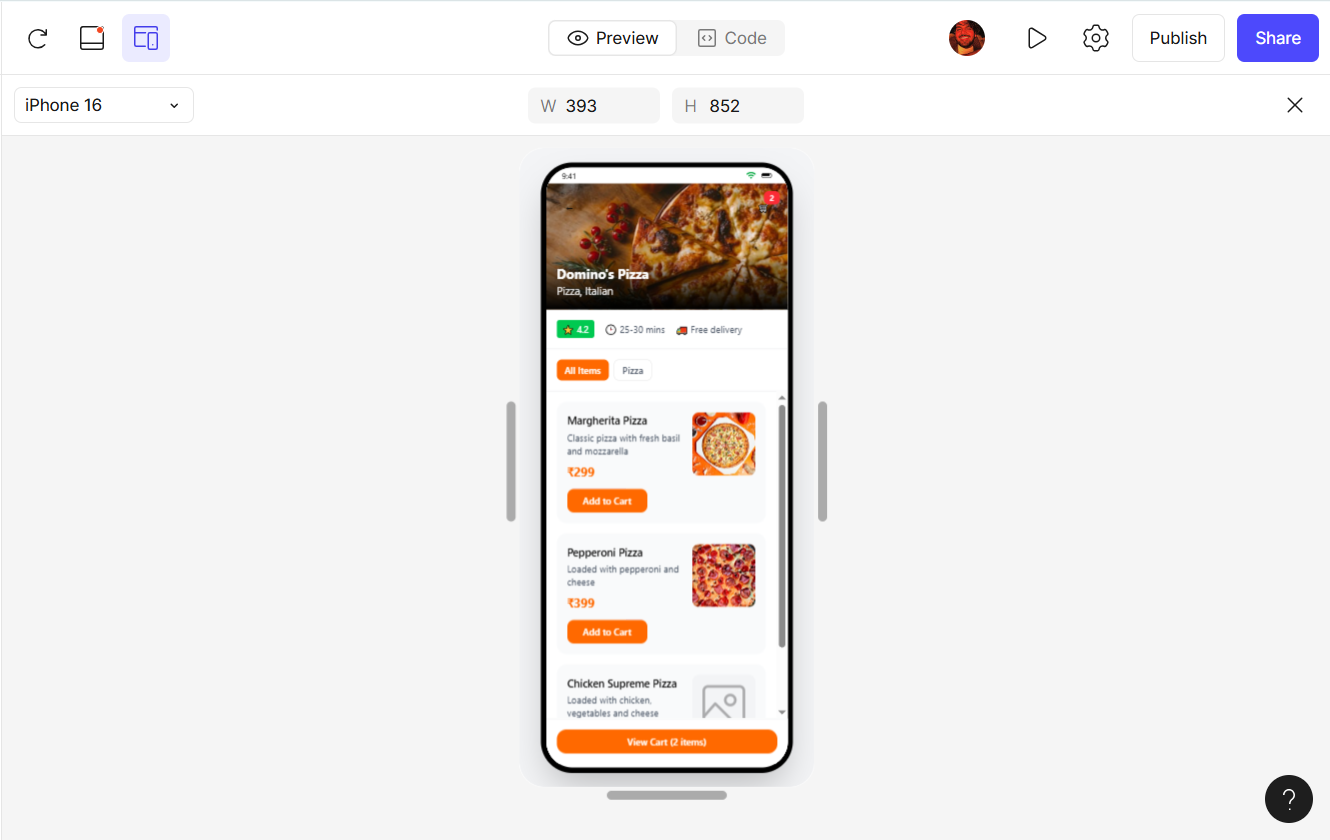 Preview
Code
Publish
Share
iPhone 16
W 393
H 852
9:41
2
Domino's Pizza
Pizza, Italian
4.2
25-30 mins
Free delivery
All Items
Pizza
Margherita Pizza
Classic pizza with fresh basil
and mozzarella
₹299
Add to Cart
Pepperoni Pizza
Loaded with pepperoni and
cheese
₹399
Add to Cart
Chicken Supreme Pizza
Loaded with chicken,
vegetables and cheese
View Cart (2 items)
?